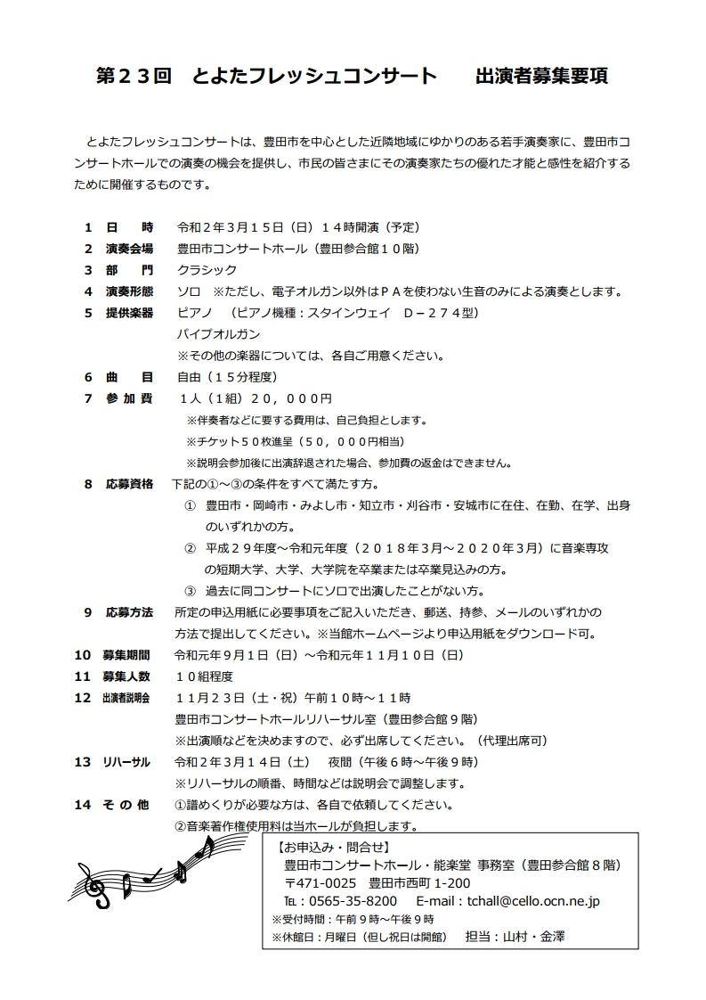 第２３回　とよたフレッシュコンサート　　出演者募集要項
とよたフレッシュコンサートは、豊田市を中心とした近隣地域にゆかりのある若手演奏家に、豊田市コ
ンサートホールでの演奏の機会を提供し、市民の皆さまにその演奏家たちの優れた才能と感性を紹介する
ために開催するものです。
1　日　　時　　令和２年３月１５日（日）１４時開演（予定）
2　演奏会場　　豊田市コンサートホール（豊田参合館１０階）
3　部　　門　　クラシック
4　演奏形態　　ソロ　※ただし、電子オルガン以外はＰＡを使わない生音のみによる演奏とします。
5　提供楽器　　ピアノ　（ピアノ機種：スタインウェイ　Ｄ－２７４型）
パイプオルガン
※その他の楽器については、各自ご用意ください。
6　曲　　目　　自由（１５分程度）
7　参 加 費　　１人（１組）２０，０００円
※伴奏者などに要する費用は、自己負担とします。
※チケット５０枚進呈（５０，０００円相当）
※説明会参加後に出演辞退された場合、参加費の返金はできません。
8　応募資格　下記の①～③の条件をすべて満たす方。
①　豊田市・岡崎市・みよし市・知立市・刈谷市・安城市に在住、在勤、在学、出身
のいずれかの方。
②　平成２９年度～令和元年度（２０１８年３月～２０２０年３月）に音楽専攻
の短期大学、大学、大学院を卒業または卒業見込みの方。
③　過去に同コンサートにソロで出演したことがない方。
9　応募方法　　所定の申込用紙に必要事項をご記入いただき、郵送、持参、メールのいずれかの
方法で提出してください。※当館ホームページより申込用紙をダウンロード可。
10　募集期間　　令和元年９月１日（日）～令和元年１１月１０日（日）
11　募集人数　　１０組程度
12　出演者説明会　　１１月２３日（土・祝）午前１０時～１１時
豊田市コンサートホールリハーサル室（豊田参合館９階）
※出演順などを決めますので、必ず出席してください。（代理出席可）
13　リハーサル　　令和２年３月１４日（土）　夜間（午後６時～午後９時）
※リハーサルの順番、時間などは説明会で調整します。
14　そ の 他　　①譜めくりが必要な方は、各自で依頼してください。
②音楽著作権使用料は当ホールが負担します。
【お申込み・問合せ】
豊田市コンサートホール・能楽堂 事務室（豊田参合館８階）
〒471-0025　豊田市西町 1-200
℡：0565-35-8200　E-mail：tchall@cello.ocn.ne.jp
※受付時間：午前９時～午後９時
※休館日：月曜日（但し祝日は開館）　担当：山村・金澤